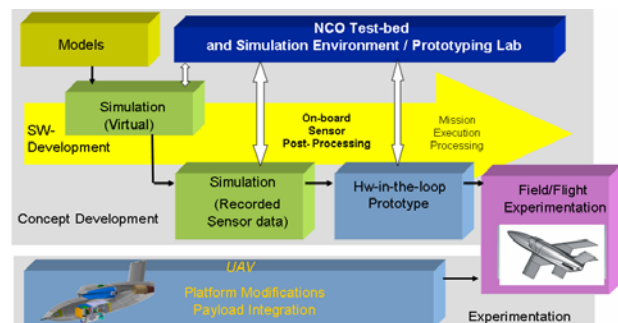 Models
NCO Test-bed
and Simulation Environment / Prototyping Lab
Simulation
(Virtual)
SW-
Development
On-board
Sensor
Post- Processing
Mission
Execution
Processing
Simulation
(Recorded
Sensor data)
Hw-in-the-loop
Prototype
Field/Flight
Experimentation
Concept Development
UAV
Platform Modifications
Payload Integration
Experimentation